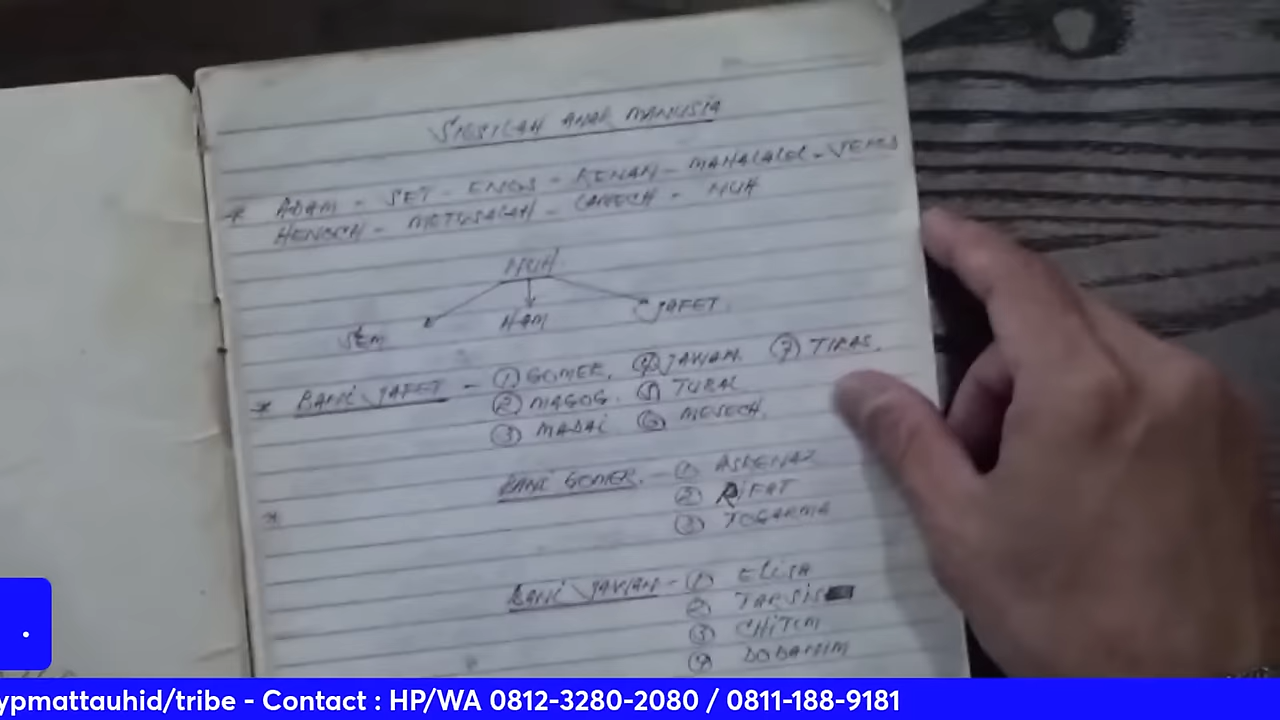 SILSILAH ANAK MANUSIA
* ADAM - SET - ENOS - KENAN - MAHALALEL - YERED
HENOCH - METUSALAH - LAMECH - NUH
NUH
SEM HAM JAFET.
* BANI JAFET - ① GOMER, ④ JAWAN ⑦ TIRAS.
② MAGOG. ⑤ TUBAL
③ MADAI ⑥ MESECH.
BANI GOMER. - ① ASKENAZ
② RIFAT
* ③ TOGARMA
BANI JAWAN - ① ELISA
② TARSIS
③ CHITIM
④ DODANIM
.
ypmattauhid/tribe - Contact : HP/WA 0812-3280-2080 / 0811-188-9181